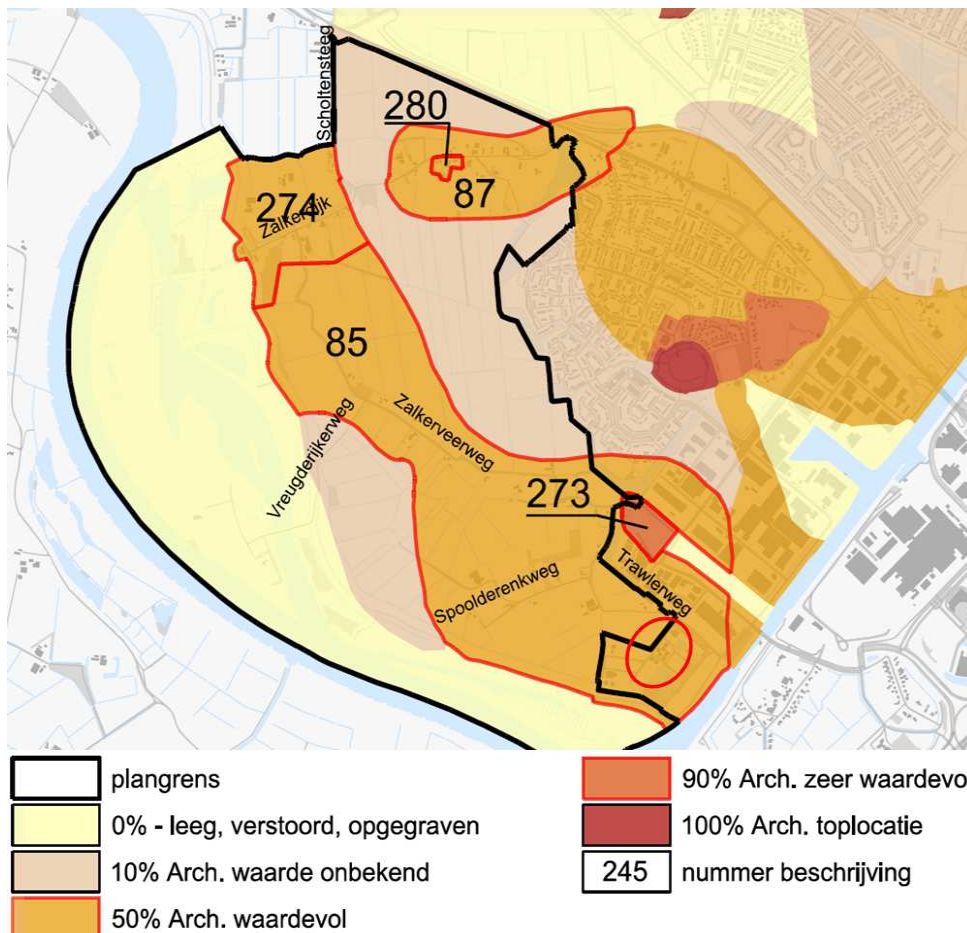 Scholtensteeg
280
87
274
Zalkerdijk
85
Vreugderijkerweg
Zalkerveerweg
273
Trawlerweg
Spoolderenkweg
plangrens
0% - leeg, verstoord, opgegraven
10% Arch. waarde onbekend
50% Arch. waardevol
90% Arch. zeer waardevo
100% Arch. toplocatie
245 nummer beschrijving